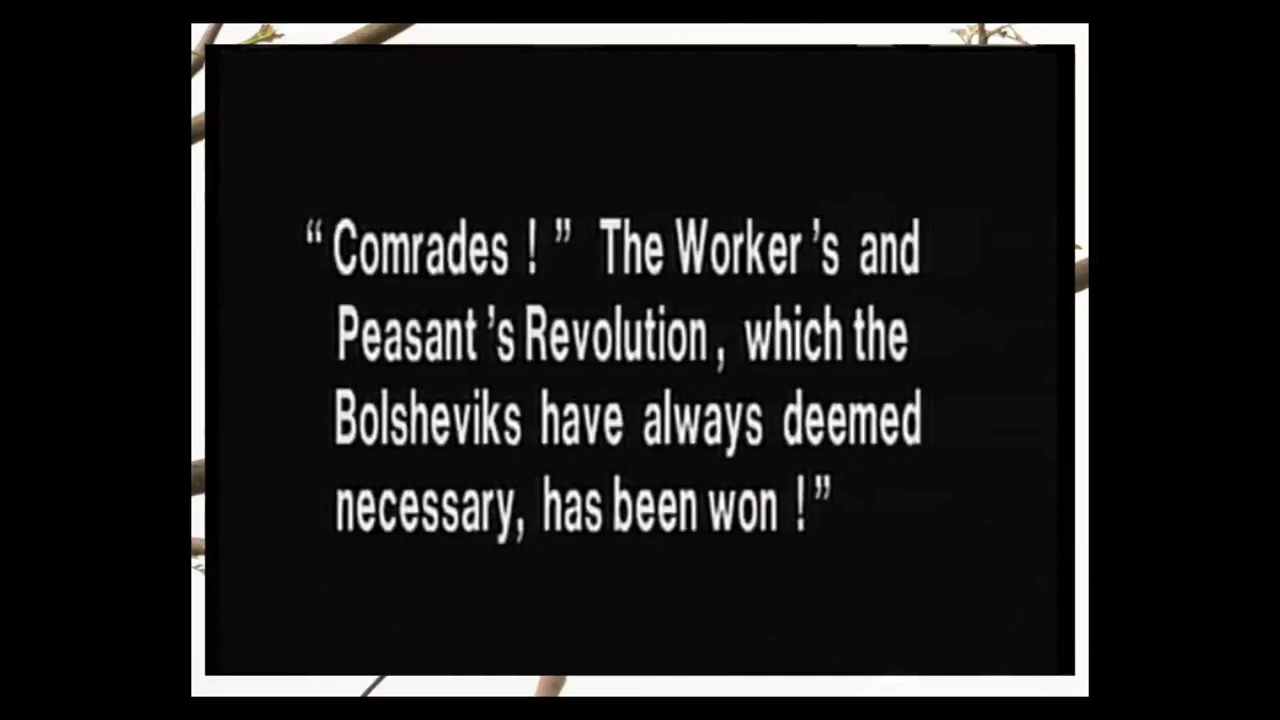 “Comrades ! ” The Worker ’s and
Peasant ’s Revolution , which the
Bolsheviks have always deemed
necessary, has been won ! ”